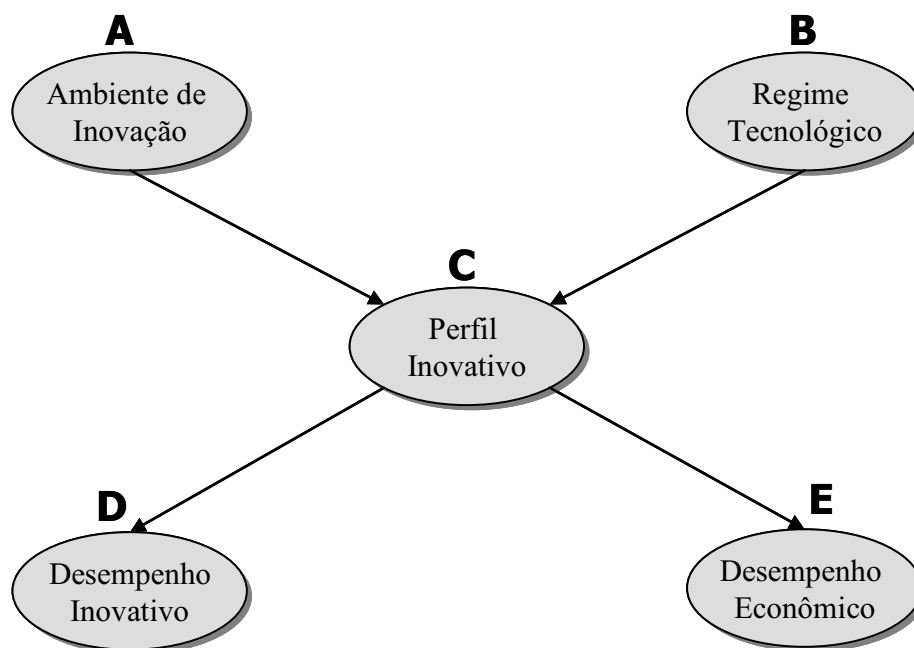 A
Ambiente de
Inovação
B
Regime
Tecnológico
C
Perfil
Inovativo
D
Desempenho
Inovativo
E
Desempenho
Econômico